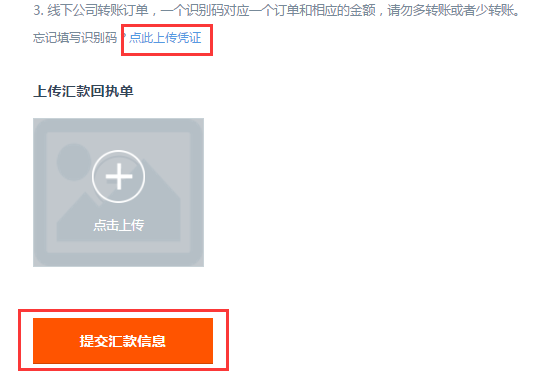 3. 线下公司转账订单，一个识别码对应一个订单和相应的金额，请勿多转账或者少转账。
忘记填写识别码？点此上传凭证
上传汇款回执单
点击上传
提交汇款信息